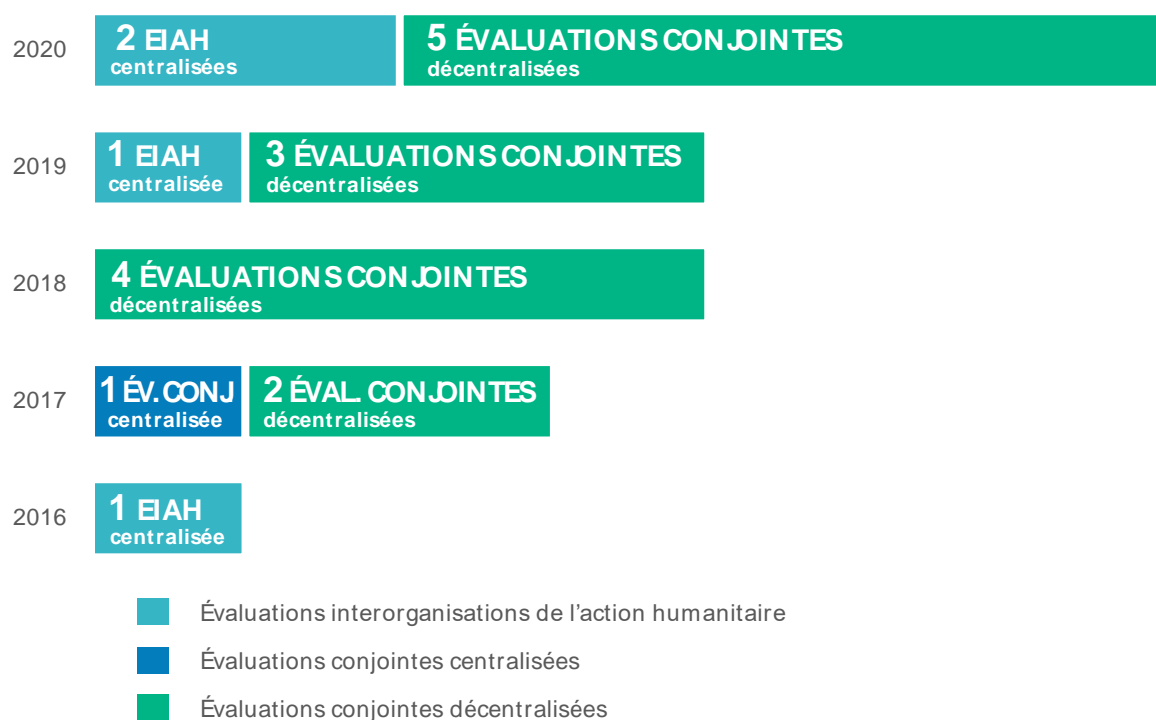 2020
2 EIAH
centralisées
5 ÉVALUATIONS CONJOINTES
décentralisées
2019
1 EIAH
centralisée
3 ÉVALUATIONS CONJOINTES
décentralisées
2018
4 ÉVALUATIONS CONJOINTES
décentralisées
2017
1 ÉV. CONJ
centralisée
2 ÉVAL. CONJOINTES
décentralisées
2016
1 EIAH
centralisée
Évaluations interorganisations de l'action humanitaire
Évaluations conjointes centralisées
Évaluations conjointes décentralisées